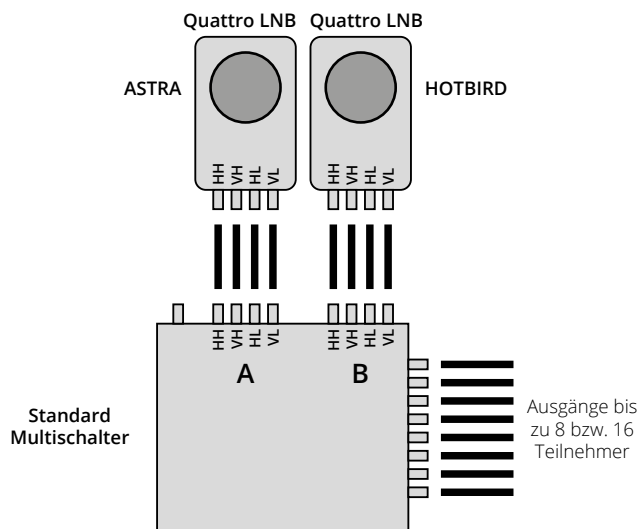 Quattro LNB
Quattro LNB
ASTRA
HOTBIRD
HH
VH
HL
VL
HH
VH
HL
VL
HH
VH
HL
VL
HH
VH
HL
VL
A
B
Standard
Multischalter
Ausgänge bis
zu 8 bzw. 16
Teilnehmer